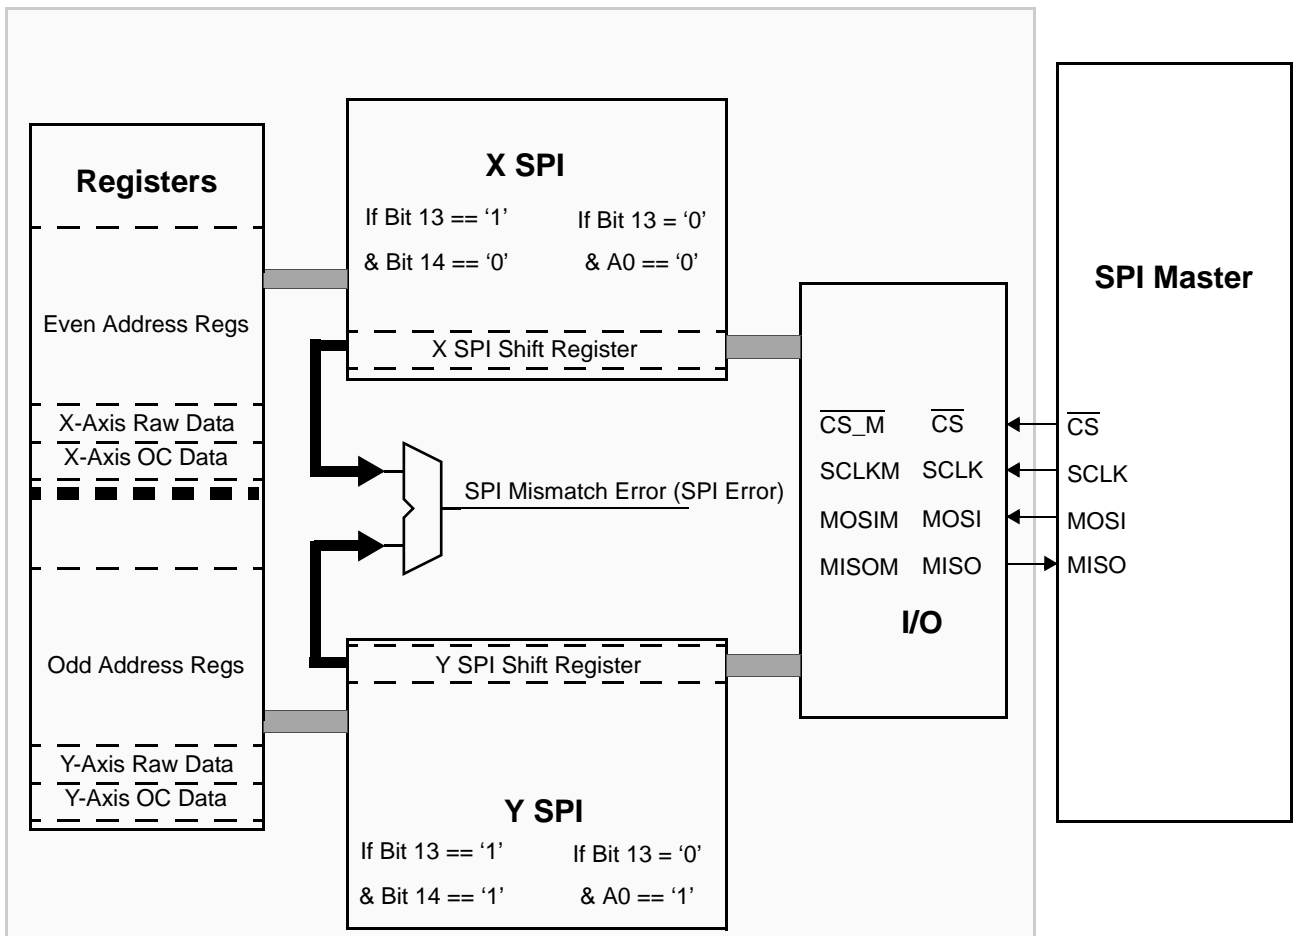 Registers
Even Address Regs
X-Axis Raw Data
X-Axis OC Data
Odd Address Regs
Y-Axis Raw Data
Y-Axis OC Data
X SPI
If Bit 13 == ‘1’ If Bit 13 = ‘0’
& Bit 14 == ‘0’ & A0 == ‘0’
X SPI Shift Register
SPI Mismatch Error (SPI Error)
Y SPI Shift Register
Y SPI
If Bit 13 == ‘1’ If Bit 13 = ‘0’
& Bit 14 == ‘1’ & A0 == ‘1’
CS_M CS
SCLKM SCLK
MOSIM MOSI
MISOM MISO
I/O
SPI Master
CS
SCLK
MOSI
MISO